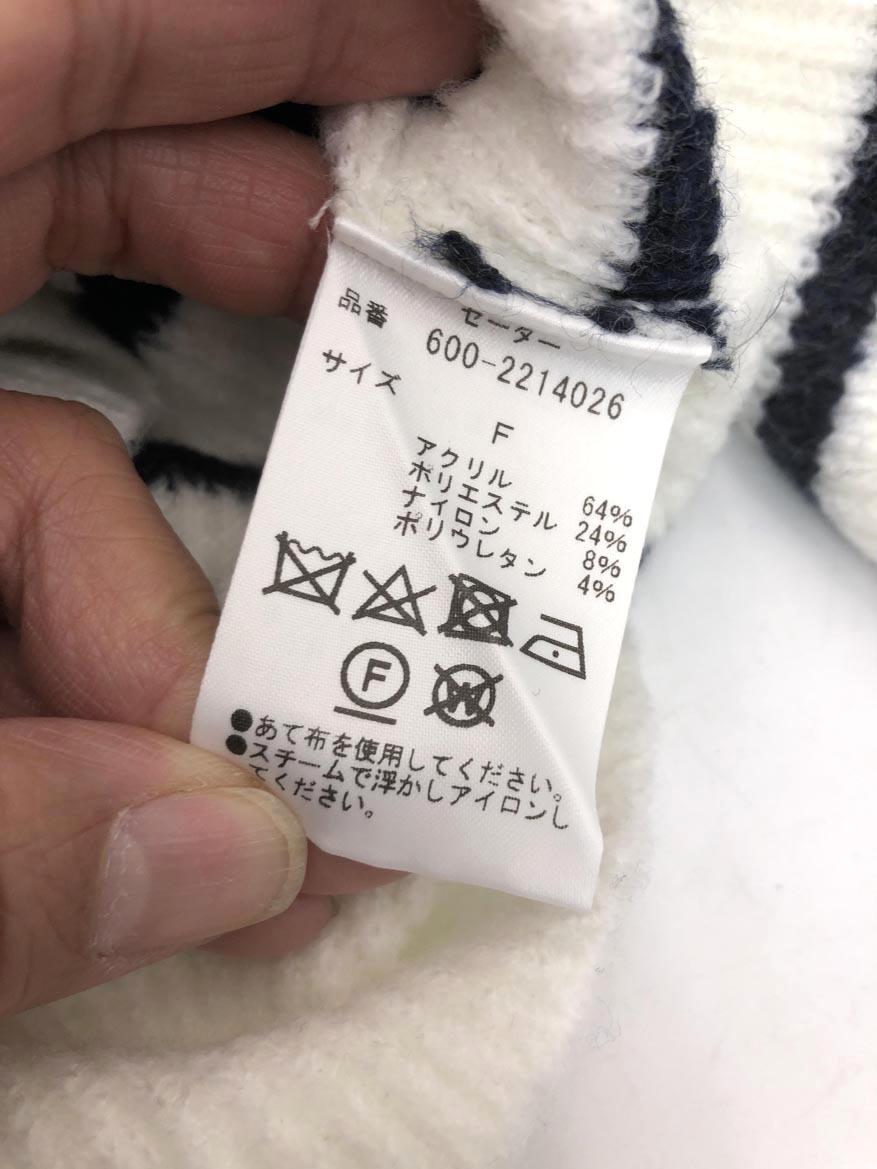 セーター
品番 600-2214026
サイズ F
アクリル 64%
ポリエステル 24%
ナイロン 8%
ポリウレタン 4%
F
W
●あて布を使用してください。
●スチームで浮かしアイロンし
てください。